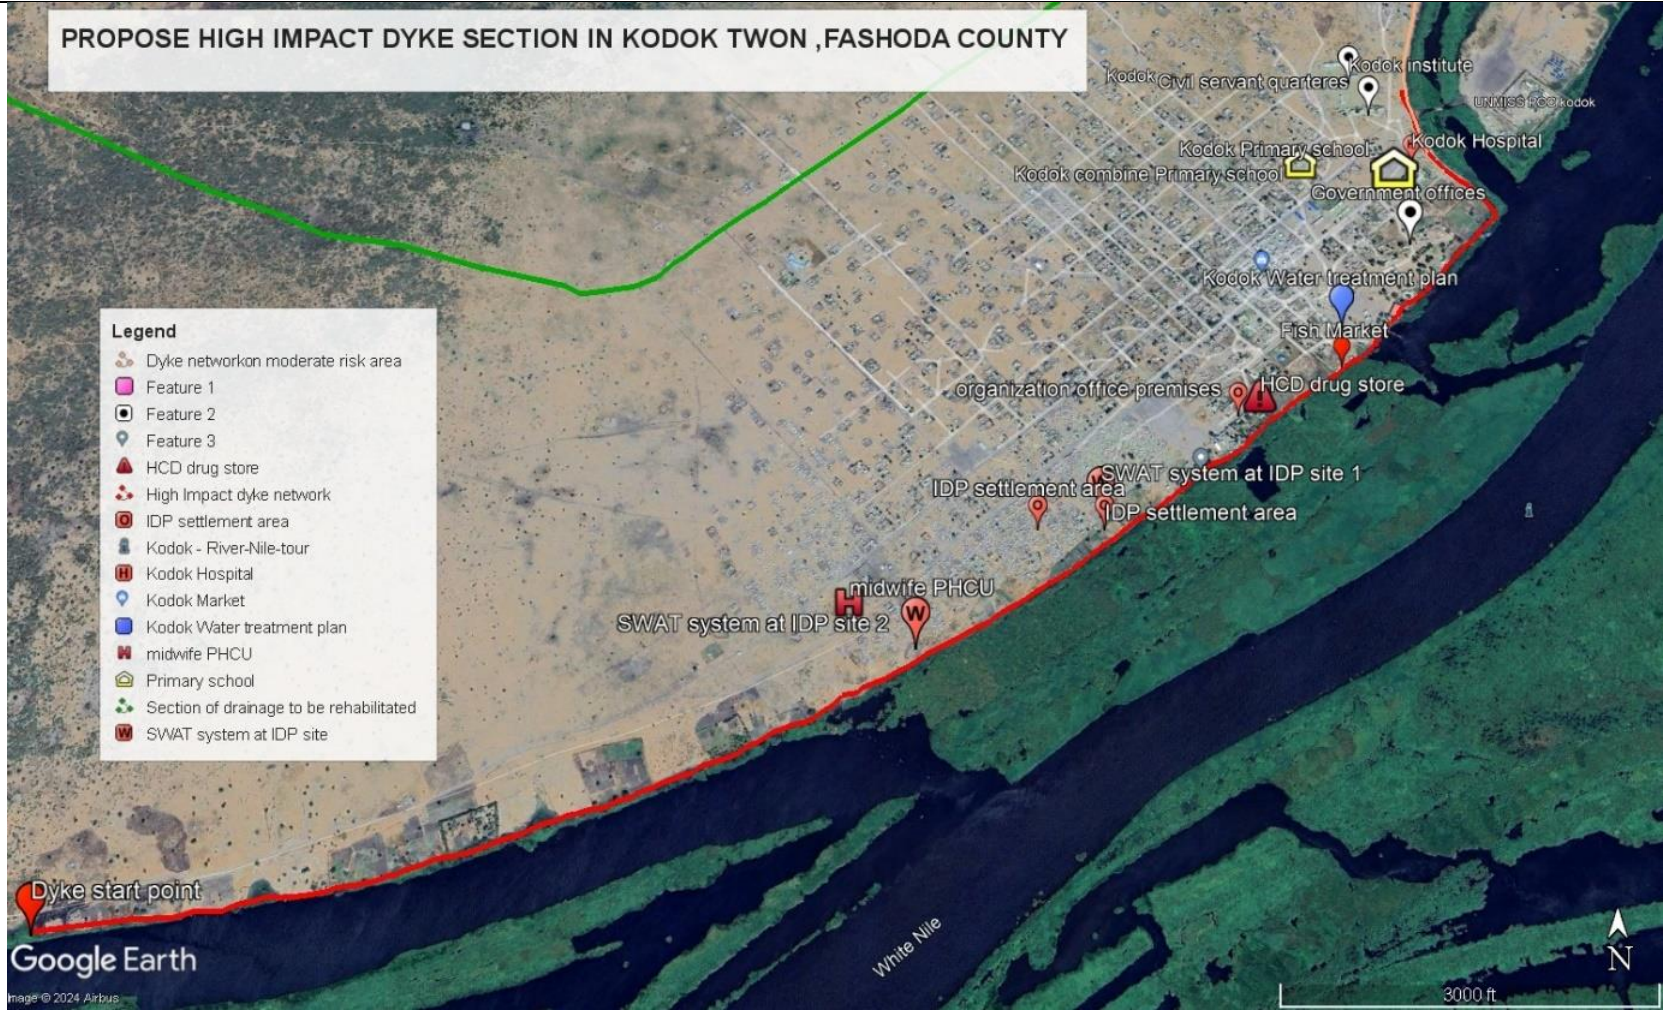 PROPOSE HIGH IMPACT DYKE SECTION IN KODOK TWON ,FASHODA COUNTY
Kodok institute
Kodok
Civil servant quarteres
UNMISS ROO kodok
Kodok Hospital
Kodok Primary school
Kodok combine Primary school
Government offices
Kodok Water treatment plan
Fish Market
organization office premises
HCD drug store
SWAT system at IDP site 1
IDP settlement area
IDP settlement area
midwife PHCU
SWAT system at IDP site 2
Legend
Dyke networkon moderate risk area
Feature 1
Feature 2
Feature 3
HCD drug store
High Impact dyke network
IDP settlement area
Kodok - River-Nile-tour
Kodok Hospital
Kodok Market
Kodok Water treatment plan
midwife PHCU
Primary school
Section of drainage to be rehabilitated
SWAT system at IDP site
Dyke start point
Google Earth
White Nile
N
Image © 2024 Airbus
3000 ft